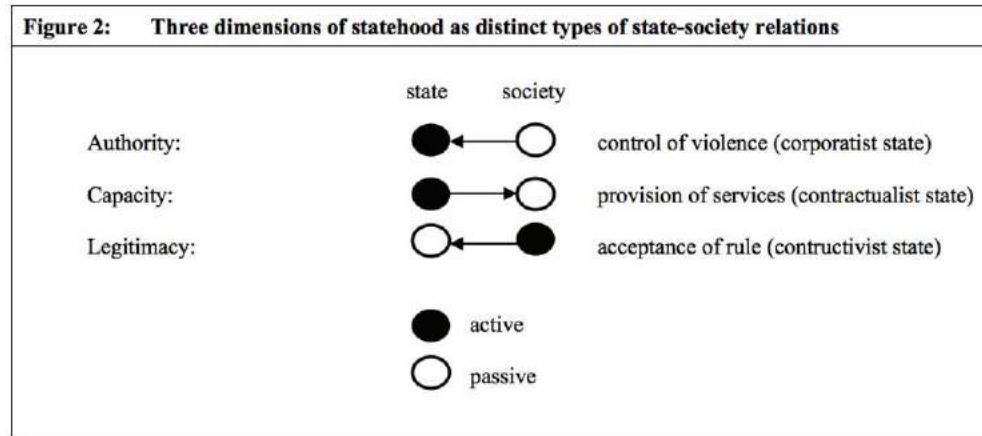 Figure 2: Three dimensions of statehood as distinct types of state-society relations
state society
Authority: control of violence (corporatist state)
Capacity: provision of services (contractualist state)
Legitimacy: acceptance of rule (contructivist state)
active
passive